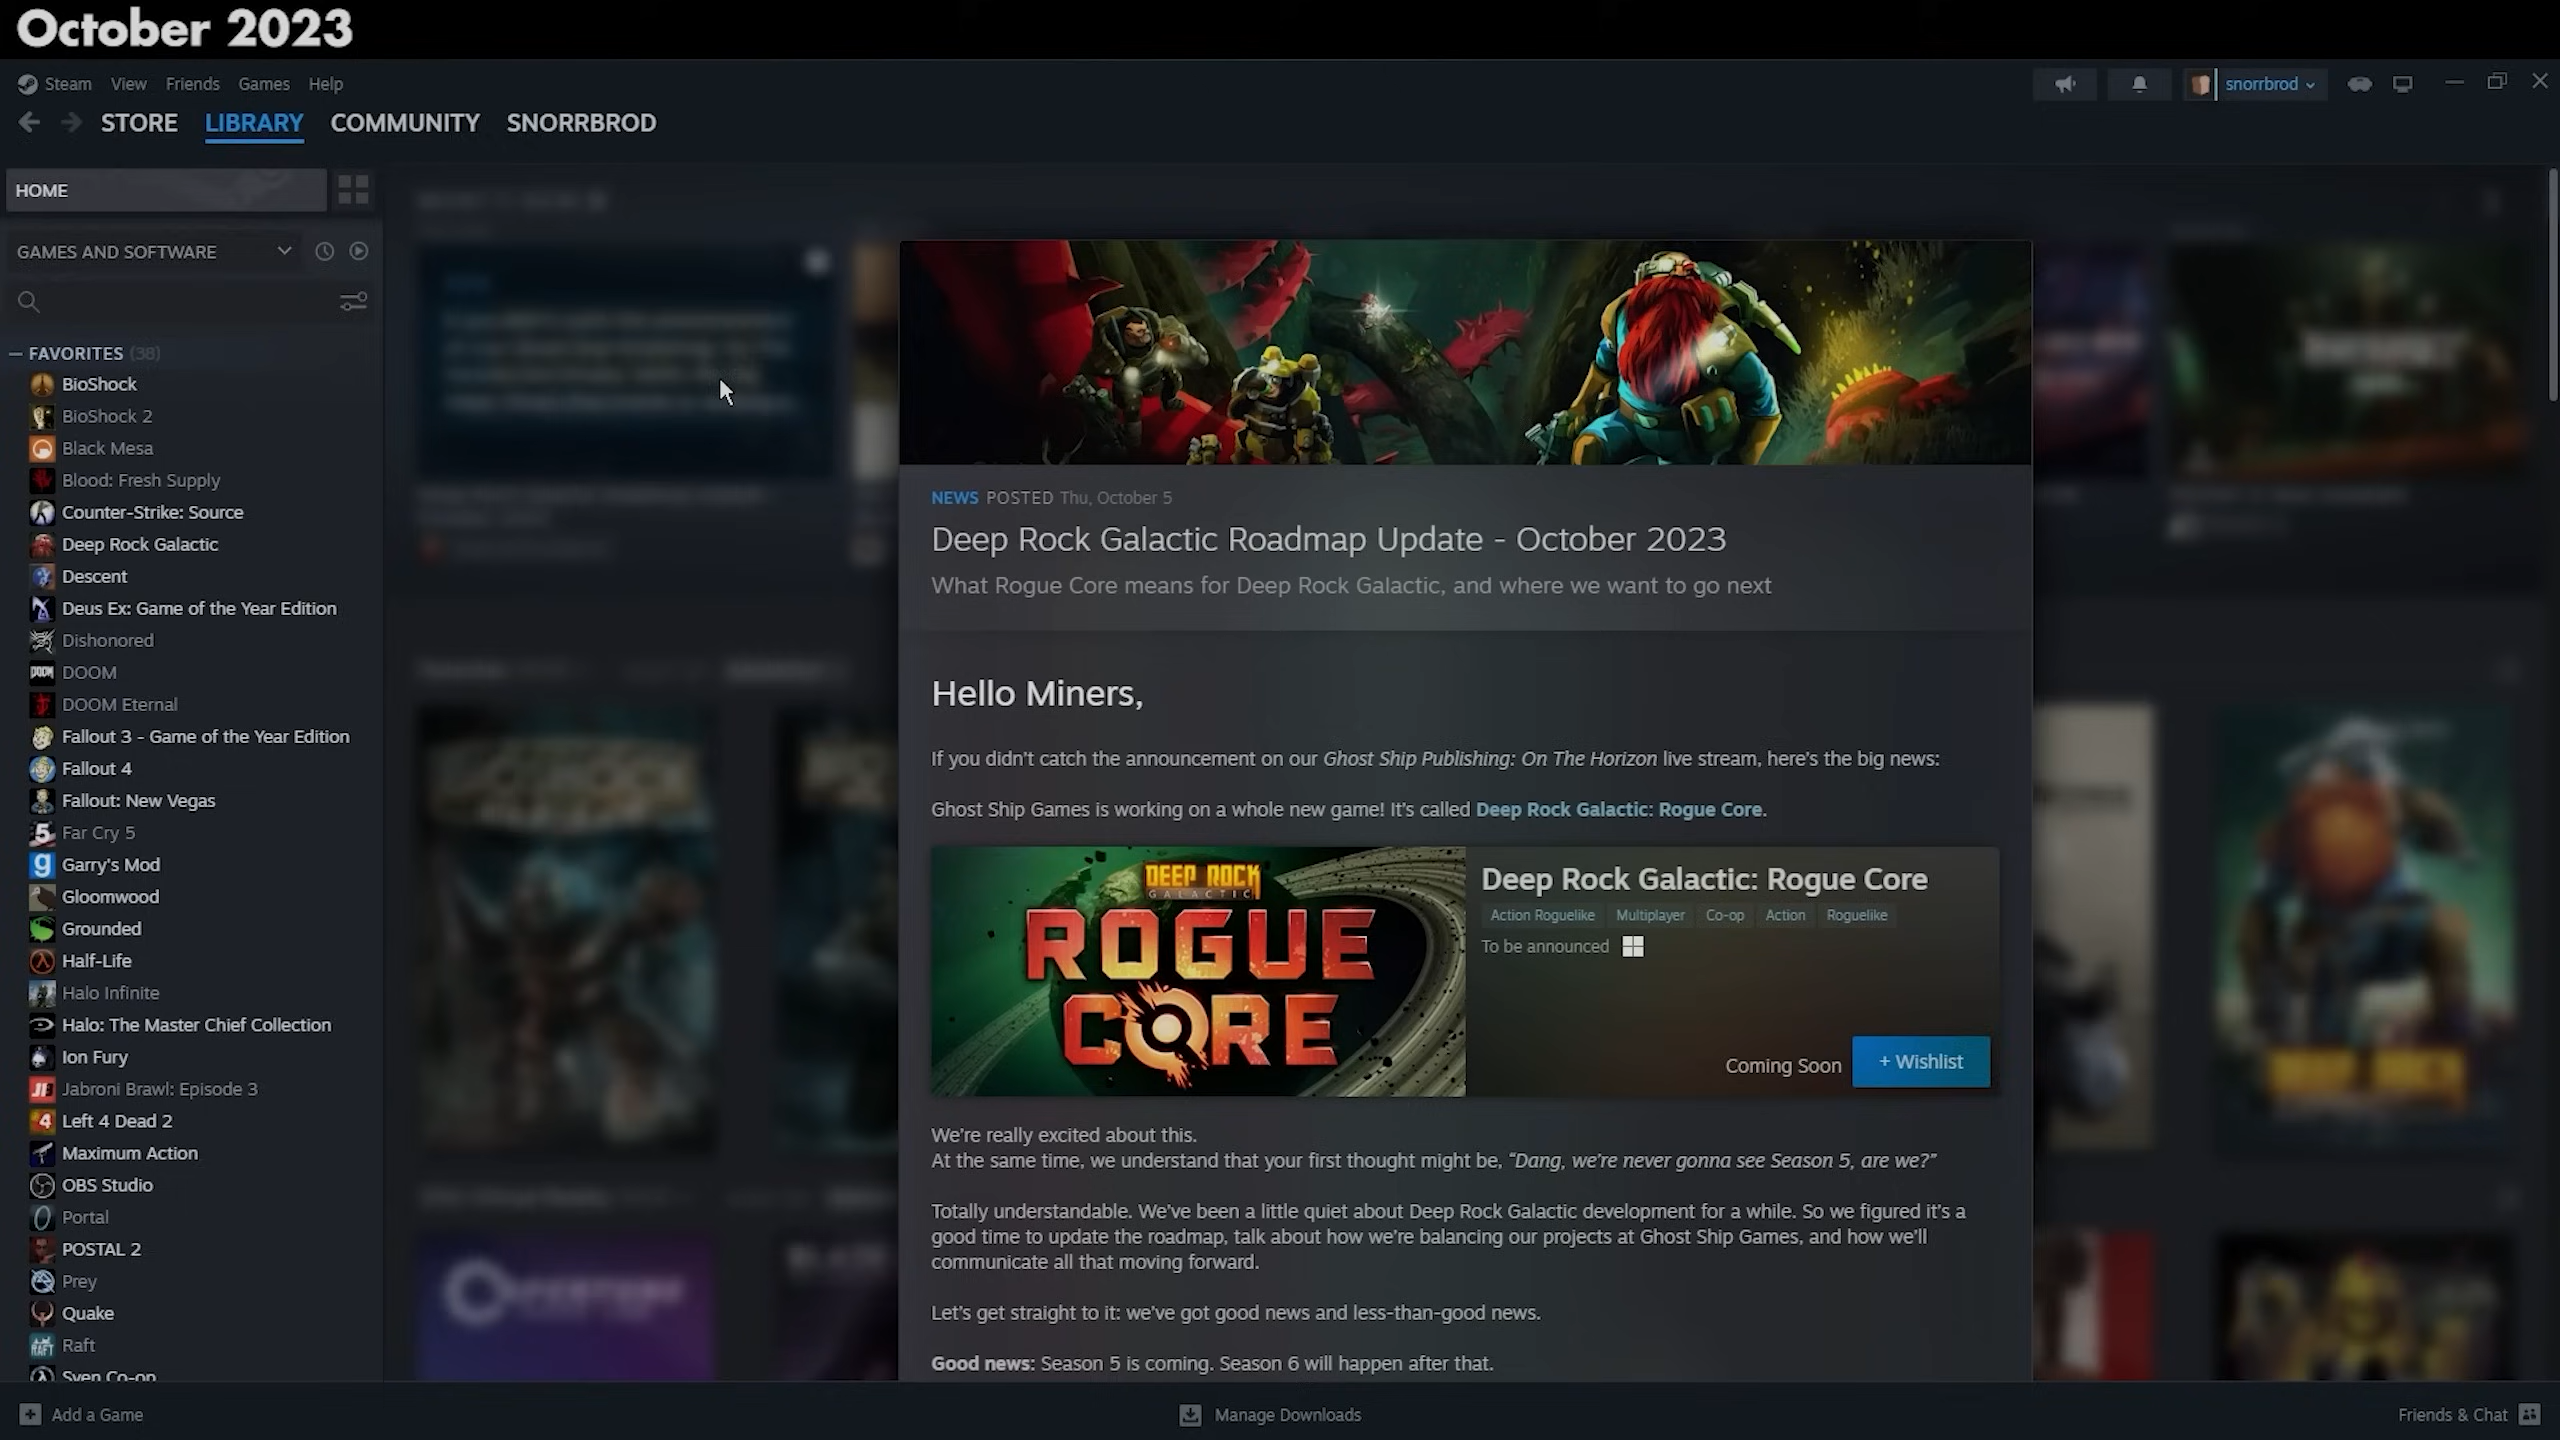 October 2023
Steam View Friends Games Help
snorrbrod
STORE LIBRARY COMMUNITY SNORRBROD
HOME
GAMES AND SOFTWARE
FAVORITES (38)
BioShock
BioShock 2
Black Mesa
Blood: Fresh Supply
Counter-Strike: Source
Deep Rock Galactic
Descent
Deus Ex: Game of the Year Edition
Dishonored
DOOM
DOOM Eternal
Fallout 3 - Game of the Year Edition
Fallout 4
Fallout: New Vegas
Far Cry 5
Garry's Mod
Gloomwood
Grounded
Half-Life
Halo Infinite
Halo: The Master Chief Collection
Ion Fury
Jabroni Brawl: Episode 3
Left 4 Dead 2
Maximum Action
OBS Studio
Portal
POSTAL 2
Prey
Quake
Raft
Sven Co-op
NEWS POSTED Thu, October 5
Deep Rock Galactic Roadmap Update - October 2023
What Rogue Core means for Deep Rock Galactic, and where we want to go next
Hello Miners,
If you didn't catch the announcement on our Ghost Ship Publishing: On The Horizon live stream, here's the big news:
Ghost Ship Games is working on a whole new game! It's called Deep Rock Galactic: Rogue Core.
DEEP ROCK
GALACTIC
ROGUE
CORE
Deep Rock Galactic: Rogue Core
Action Roguelike Multiplayer Co-op Action Roguelike
To be announced
Coming Soon + Wishlist
We're really excited about this.
At the same time, we understand that your first thought might be, “Dang, we're never gonna see Season 5, are we?”
Totally understandable. We've been a little quiet about Deep Rock Galactic development for a while. So we figured it's a
good time to update the roadmap, talk about how we're balancing our projects at Ghost Ship Games, and how we'll
communicate all that moving forward.
Let's get straight to it: we've got good news and less-than-good news.
Good news: Season 5 is coming. Season 6 will happen after that.
Add a Game
Manage Downloads
Friends & Chat